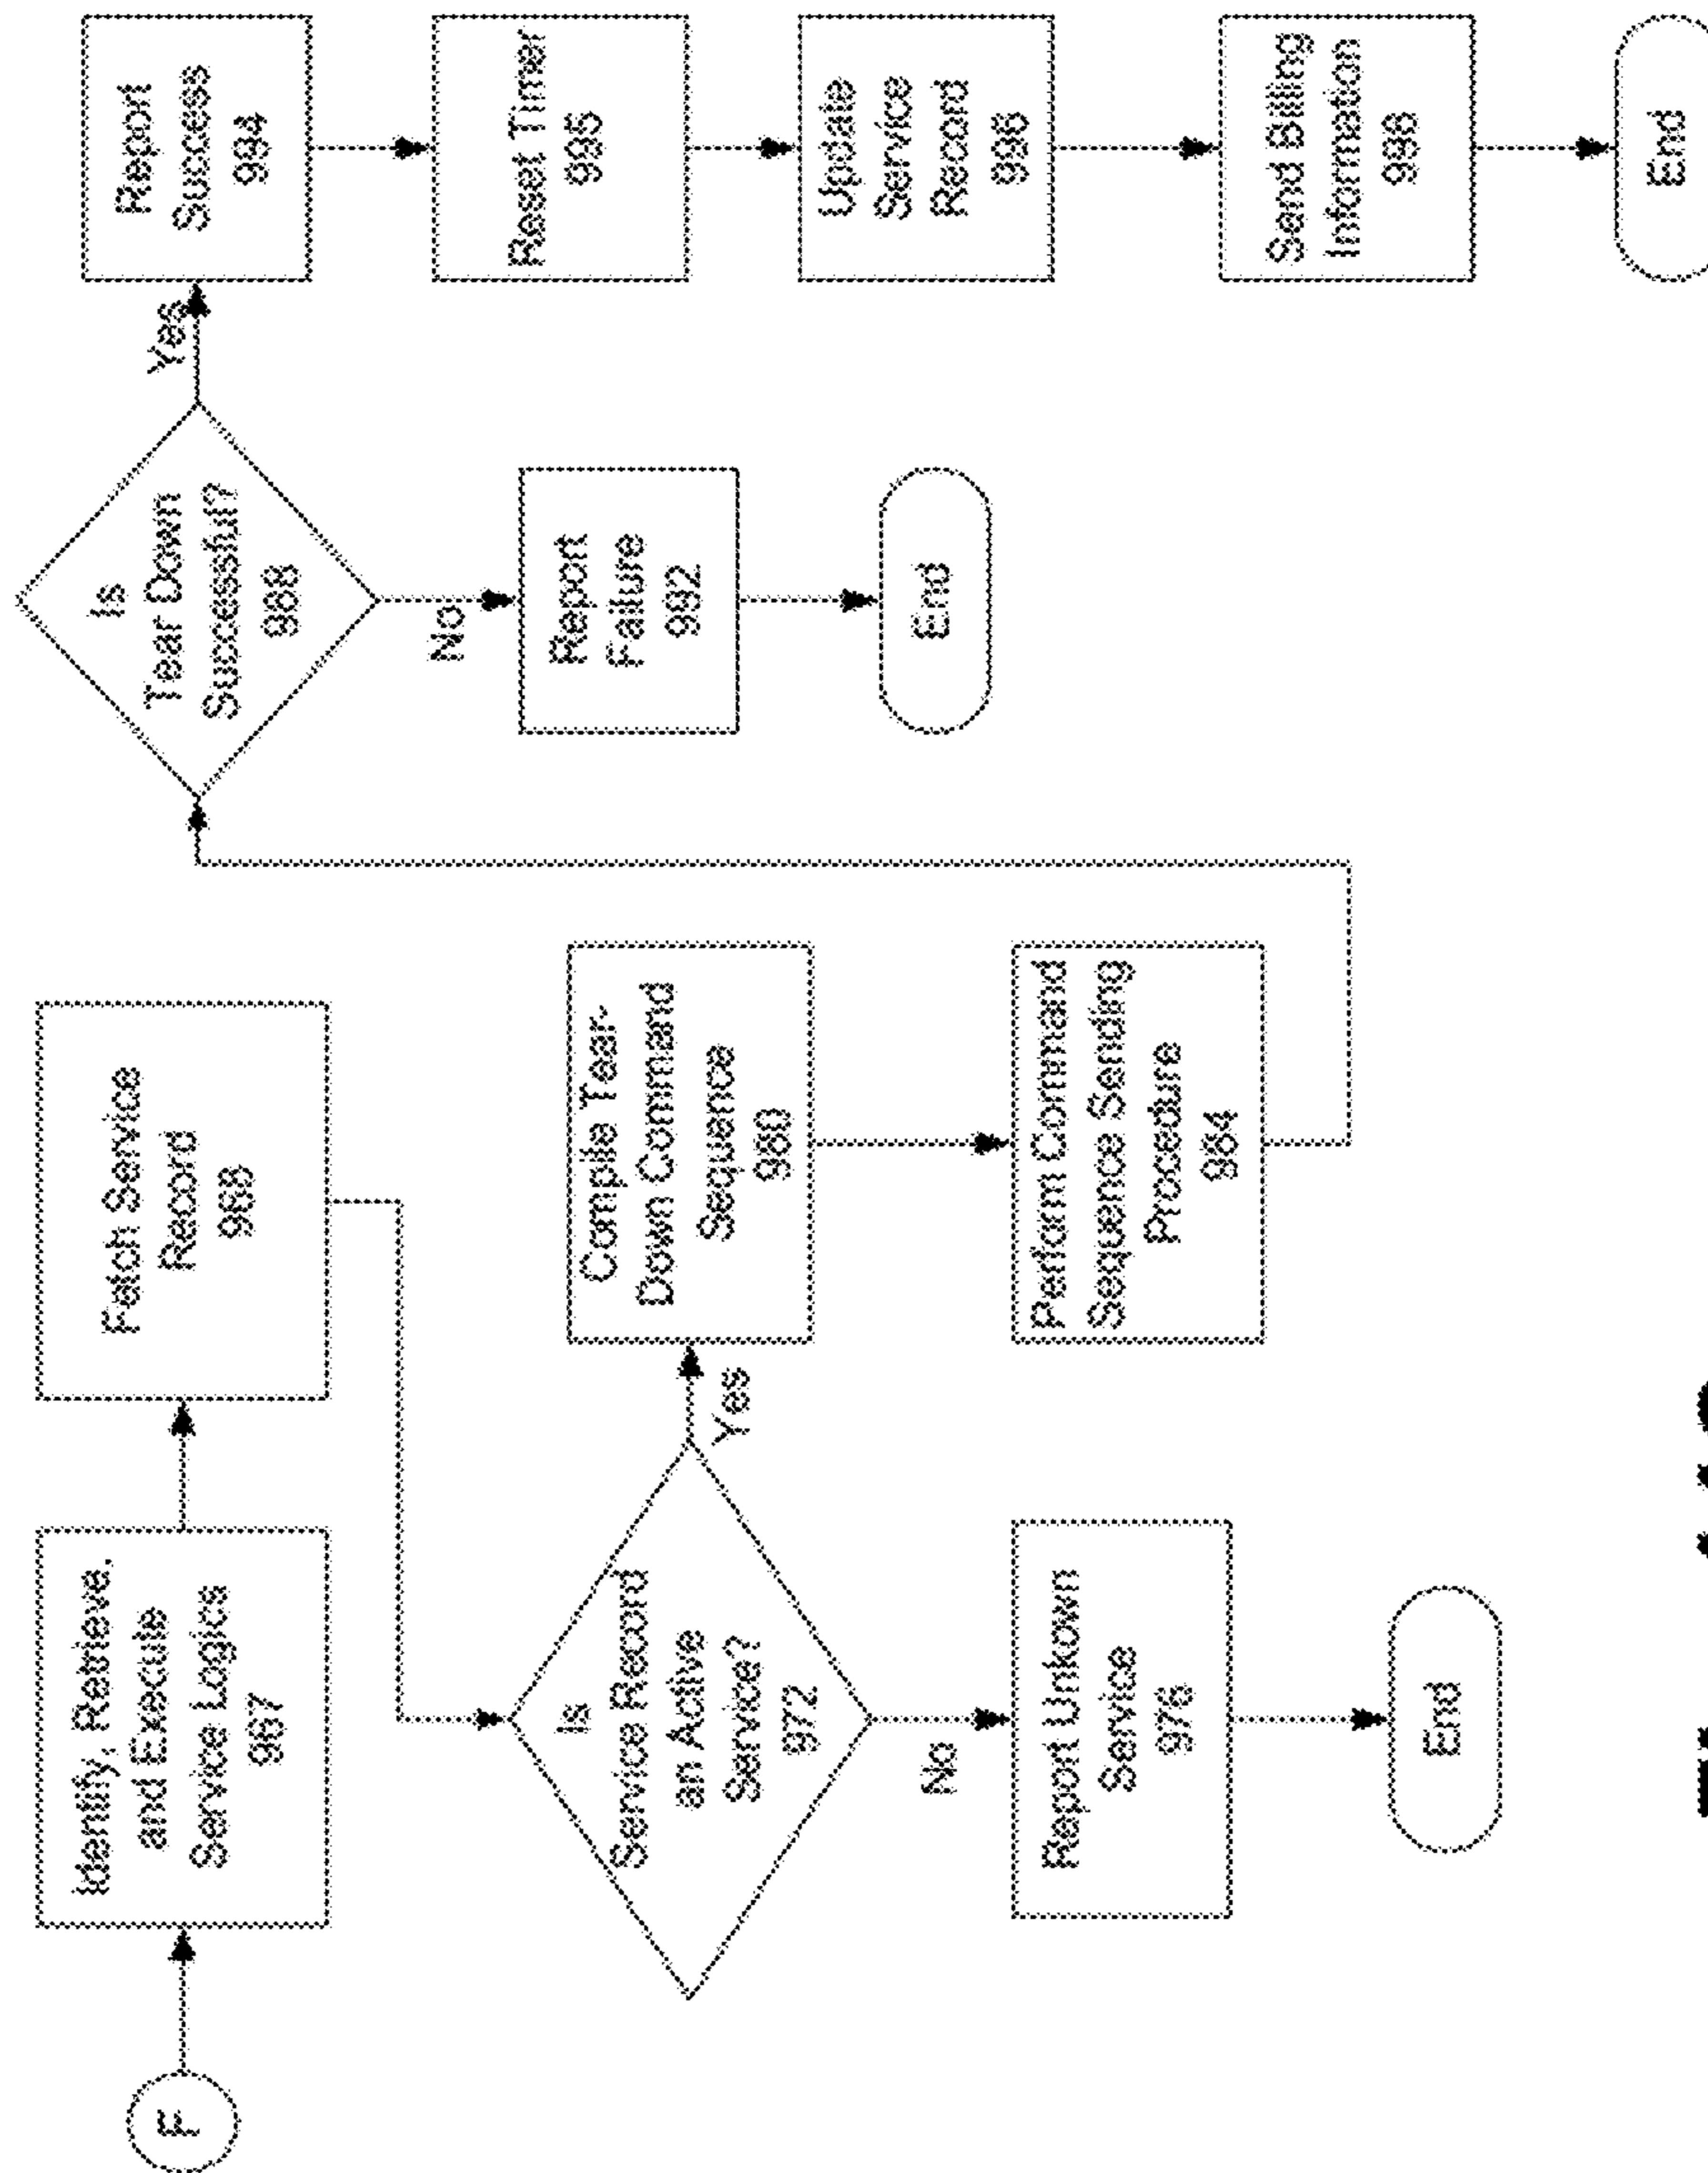 F
Identify, Retrieve,
and Execute
Service Logics
967
Fetch Service
Record
968
Is
Service Record
an Active
Service?
972
Yes
No
Report Unkown
Service
976
End
Compile Tear-
Down Command
Sequence
980
Perform Command
Sequence Sending
Procedure
984
Is
Tear Down
Successful?
988
Yes
No
Report
Failure
992
End
Report
Success
994
Reset Timer
995
Update
Service
Record
996
Send Billing
Information
998
End